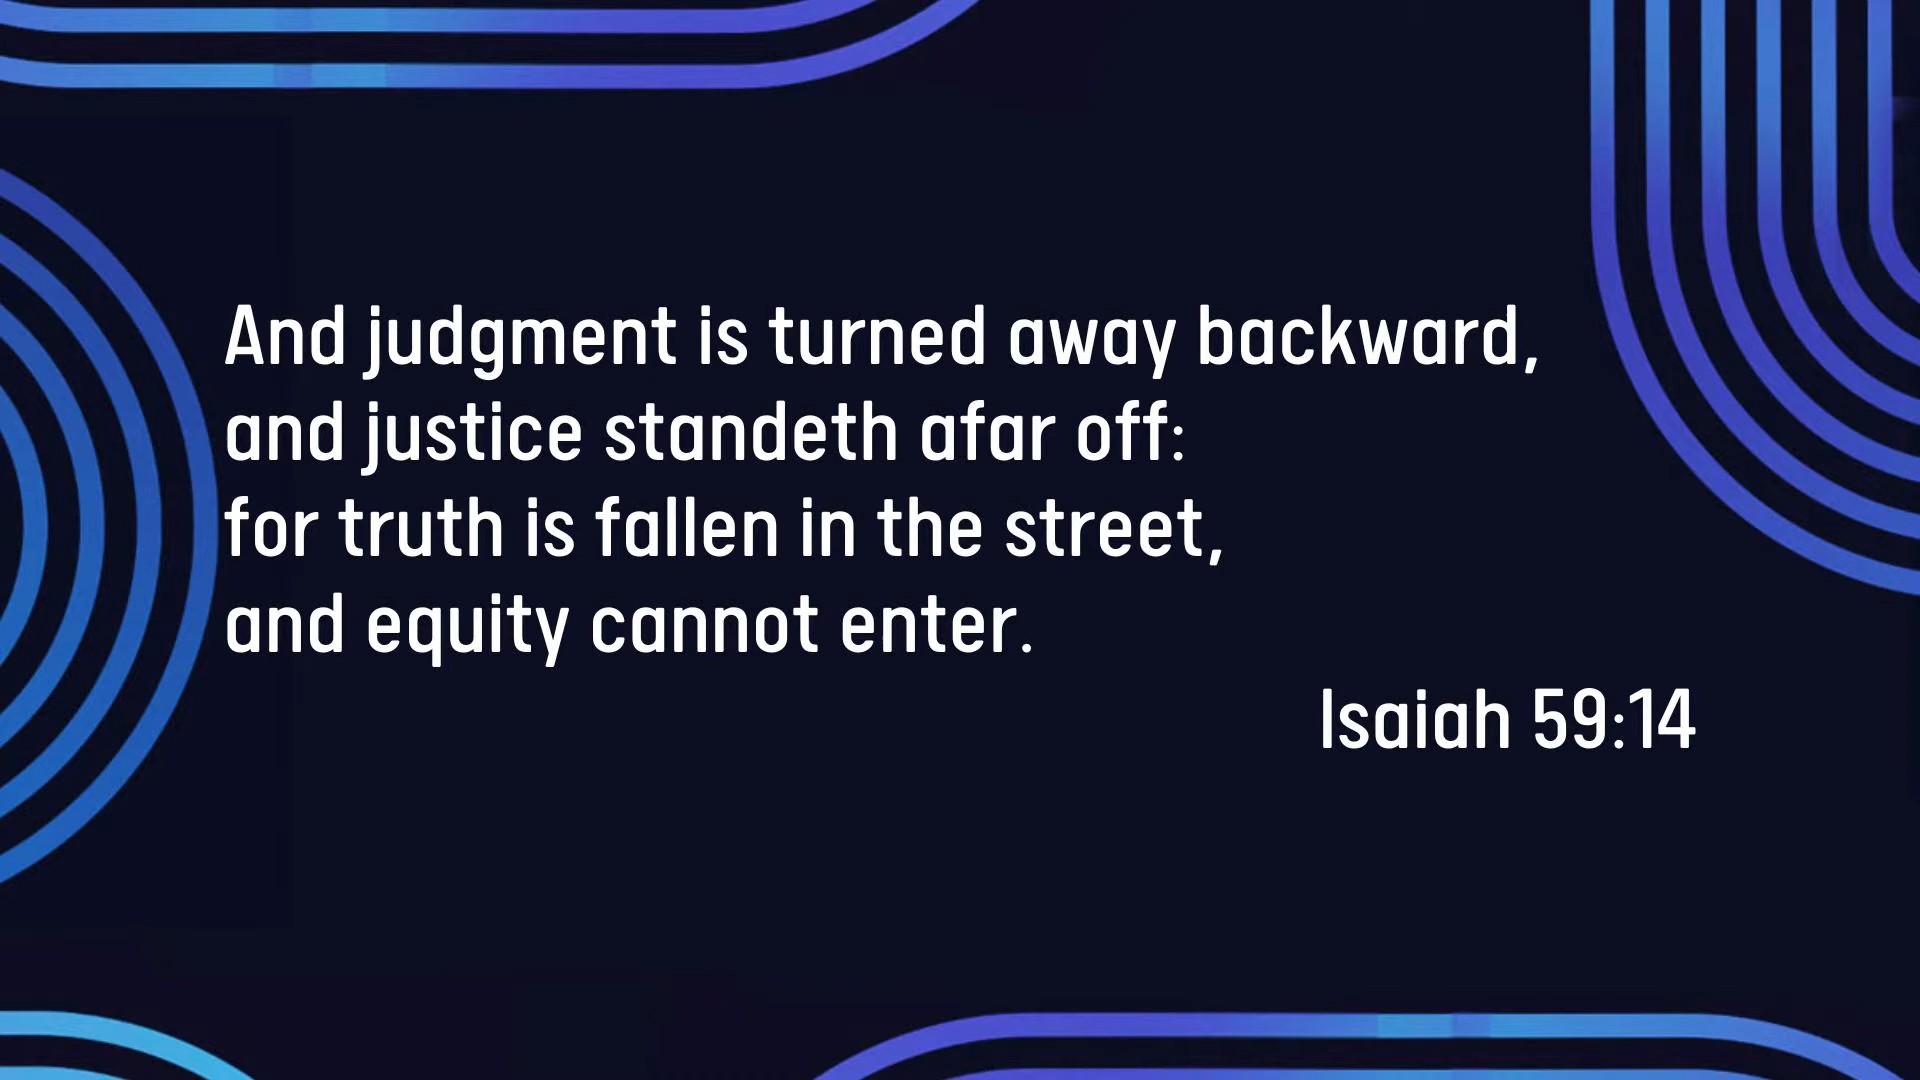 And judgment is turned away backward,
and justice standeth afar off:
for truth is fallen in the street,
and equity cannot enter.
Isaiah 59:14